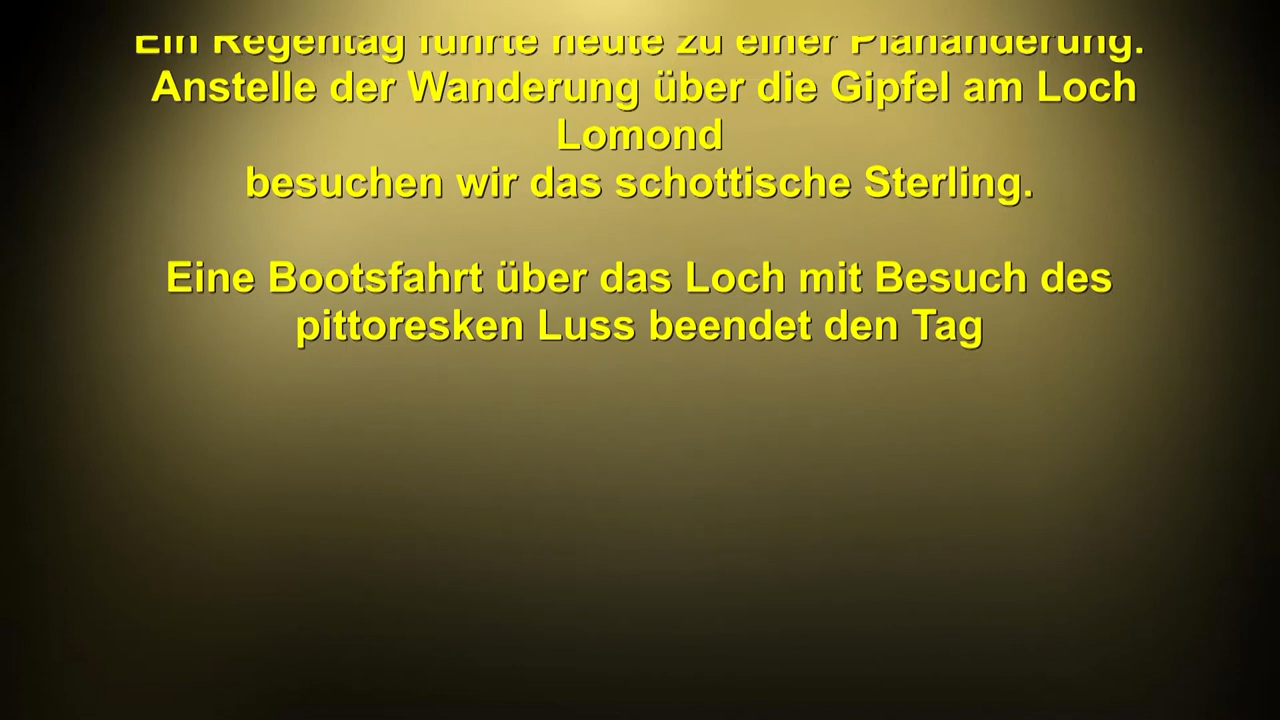 Ein Regentag führte heute zu einer Planänderung.
Anstelle der Wanderung über die Gipfel am Loch
Lomond
besuchen wir das schottische Sterling.
Eine Bootsfahrt über das Loch mit Besuch des
pittoresken Luss beendet den Tag